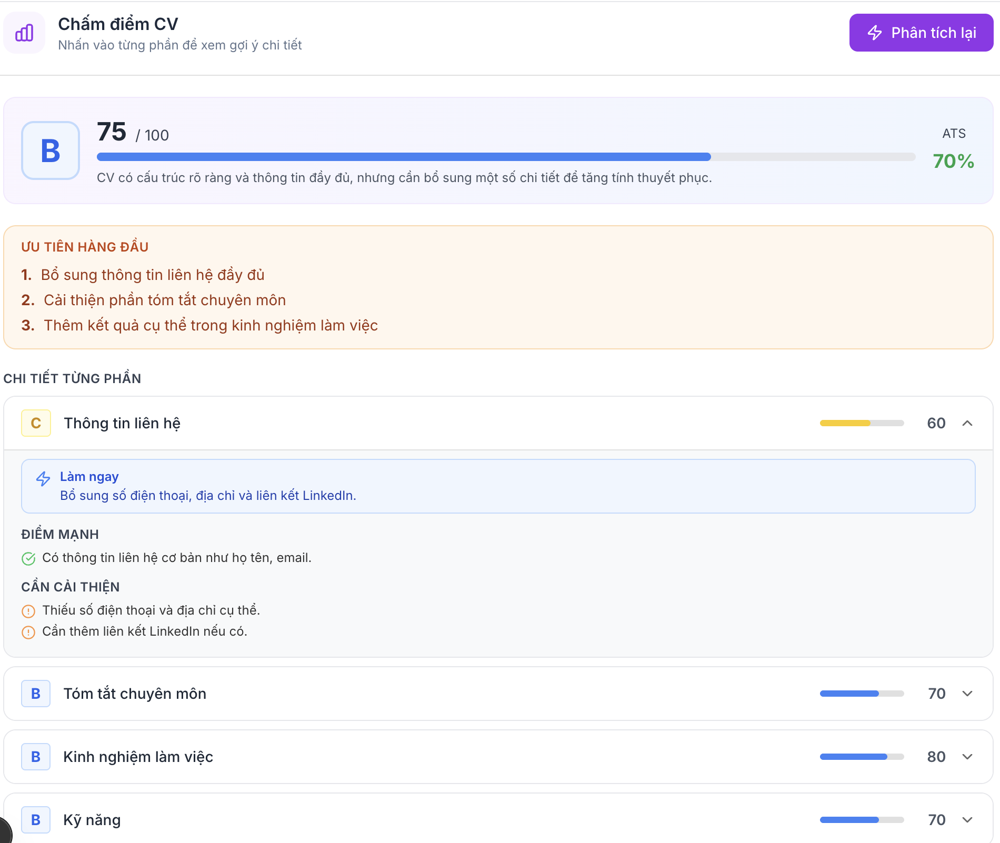 Chấm điểm CV
Nhấn vào từng phần để xem gợi ý chi tiết
Phân tích lại
B
75 / 100
CV có cấu trúc rõ ràng và thông tin đầy đủ, nhưng cần bổ sung một số chi tiết để tăng tính thuyết phục.
ATS
70%
ƯU TIÊN HÀNG ĐẦU
1. Bổ sung thông tin liên hệ đầy đủ
2. Cải thiện phần tóm tắt chuyên môn
3. Thêm kết quả cụ thể trong kinh nghiệm làm việc
CHI TIẾT TỪNG PHẦN
C Thông tin liên hệ 60
Làm ngay
Bổ sung số điện thoại, địa chỉ và liên kết LinkedIn.
ĐIỂM MẠNH
Có thông tin liên hệ cơ bản như họ tên, email.
CẦN CẢI THIỆN
Thiếu số điện thoại và địa chỉ cụ thể.
Cần thêm liên kết LinkedIn nếu có.
B Tóm tắt chuyên môn 70
B Kinh nghiệm làm việc 80
B Kỹ năng 70